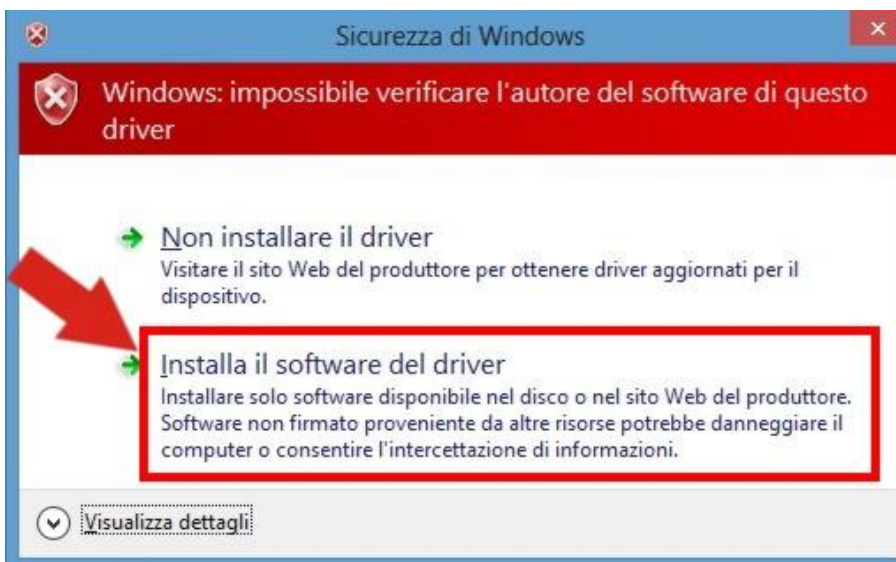 Sicurezza di Windows
Windows: impossibile verificare l'autore del software di questo
driver
Non installare il driver
Visitare il sito Web del produttore per ottenere driver aggiornati per il
dispositivo.
Installa il software del driver
Installare solo software disponibile nel disco o nel sito Web del produttore.
Software non firmato proveniente da altre risorse potrebbe danneggiare il
computer o consentire l'intercettazione di informazioni.
Visualizza dettagli